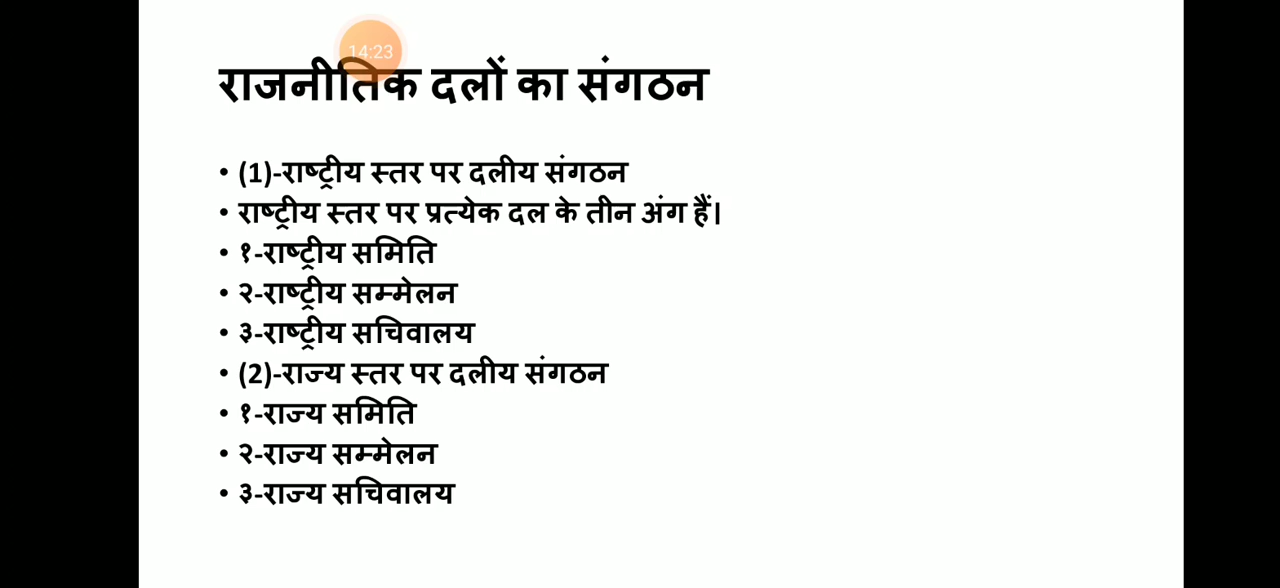 14:23
राजनीतिक दलों का संगठन
• (1)-राष्ट्रीय स्तर पर दलीय संगठन
• राष्ट्रीय स्तर पर प्रत्येक दल के तीन अंग हैं।
• १-राष्ट्रीय समिति
• २-राष्ट्रीय सम्मेलन
• ३-राष्ट्रीय सचिवालय
• (2)-राज्य स्तर पर दलीय संगठन
• १-राज्य समिति
• २-राज्य सम्मेलन
• ३-राज्य सचिवालय